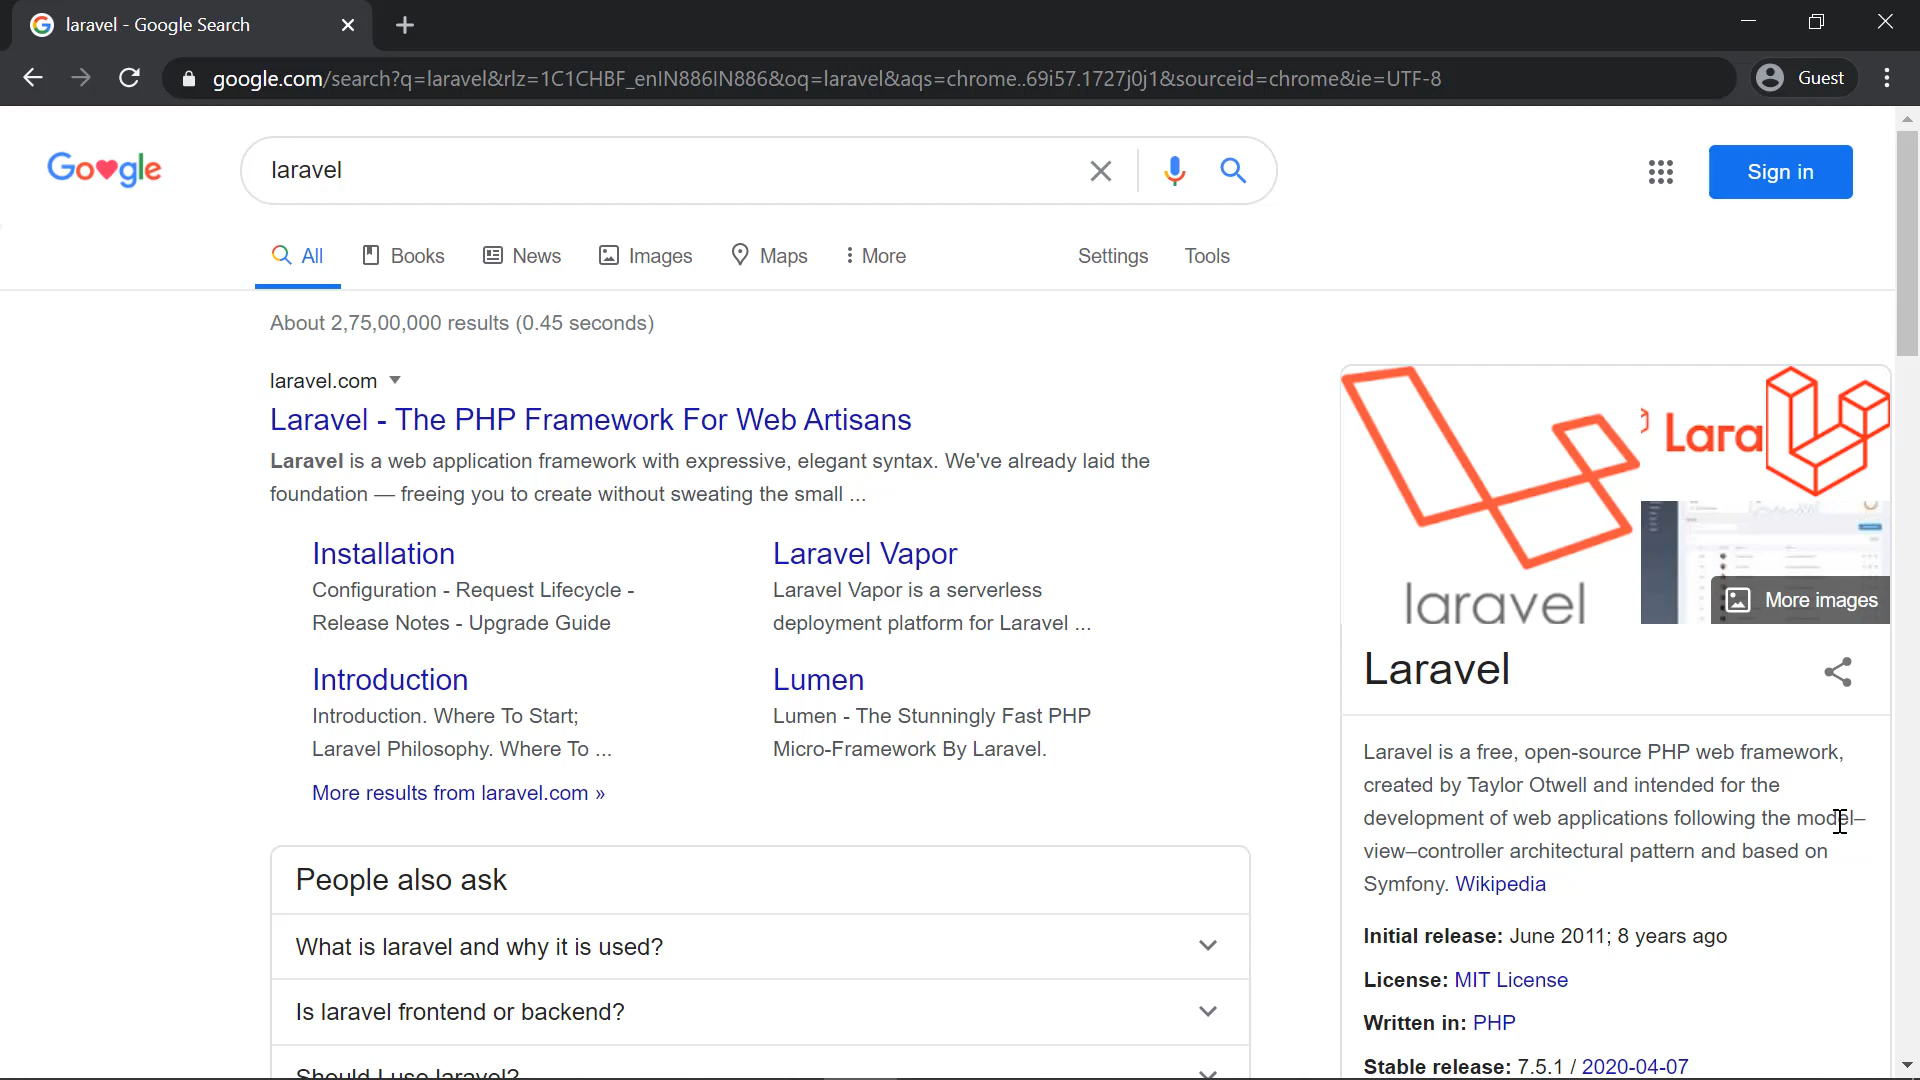 laravel - Google Search
google.com/search?q=laravel&rlz=1C1CHBF_enIN886IN886&oq=laravel&aqs=chrome..69i57.1727j0j1&sourceid=chrome&ie=UTF-8
Guest
Google
laravel
Sign in
All
Books
News
Images
Maps
More
Settings
Tools
About 2,75,00,000 results (0.45 seconds)
laravel.com
Laravel - The PHP Framework For Web Artisans
Laravel is a web application framework with expressive, elegant syntax. We've already laid the
foundation — freeing you to create without sweating the small ...
Installation
Configuration - Request Lifecycle -
Release Notes - Upgrade Guide
Laravel Vapor
Laravel Vapor is a serverless
deployment platform for Laravel ...
Introduction
Introduction. Where To Start;
Laravel Philosophy. Where To ...
Lumen
Lumen - The Stunningly Fast PHP
Micro-Framework By Laravel.
More results from laravel.com »
People also ask
What is laravel and why it is used?
Is laravel frontend or backend?
Should I use laravel?
laravel
Lara
More images
Laravel
Laravel is a free, open-source PHP web framework,
created by Taylor Otwell and intended for the
development of web applications following the model–
view–controller architectural pattern and based on
Symfony. Wikipedia
Initial release: June 2011; 8 years ago
License: MIT License
Written in: PHP
Stable release: 7.5.1 / 2020-04-07